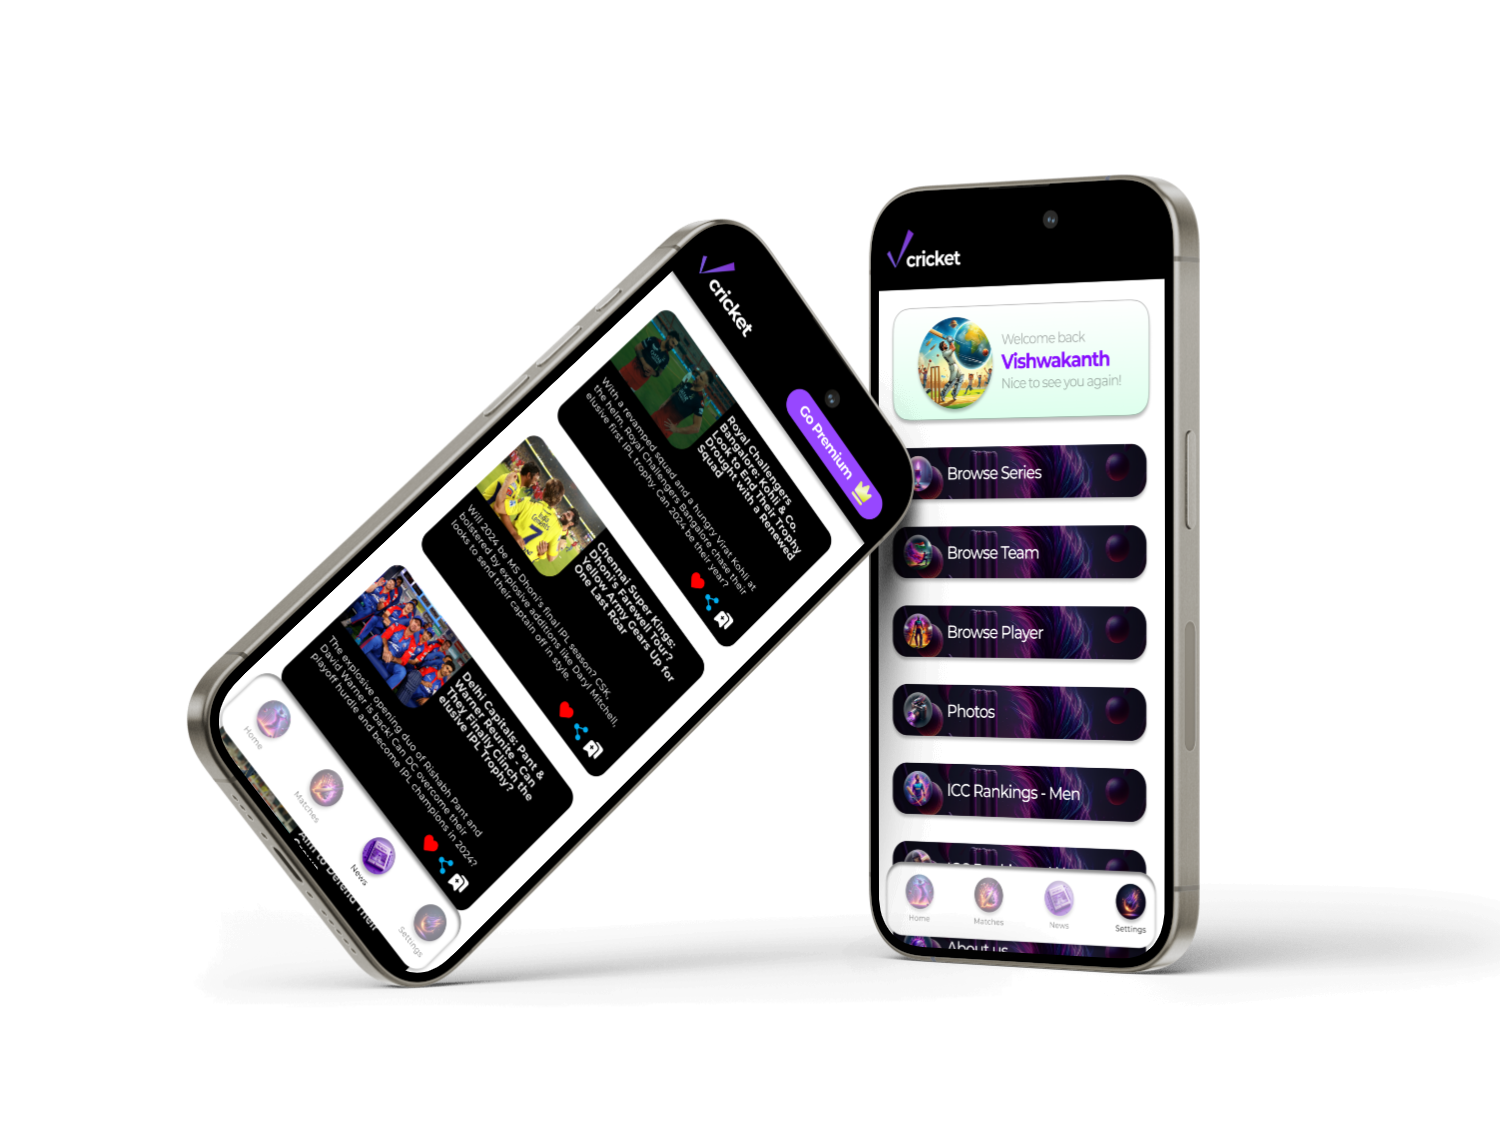 cricket
Go Premium
Royal Challengers
Bangalore: Kohli & Co.
Look to End Their Trophy
Drought with a Renewed
Squad
With a revamped squad and a hungry Virat Kohli at
the helm, Royal Challengers Bangalore chase their
elusive first IPL trophy. Can 2024 be their year?
Chennai Super Kings:
Dhoni's Farewell Tour?
Yellow Army Gears Up for
One Last Roar
7
Will 2024 be MS Dhoni's final IPL season? CSK,
bolstered by explosive additions like Daryl Mitchell,
looks to send their captain off in style.
Delhi Capitals: Pant &
Warner Reunite - Can
They Finally Clinch the
elusive IPL Trophy?
The explosive opening duo of Rishabh Pant and
David Warner is back! Can DC overcome their
playoff hurdle and become IPL champions in 2024?
Aim to Defend Their
Home
Matches
News
Settings
cricket
Welcome back
Vishwakanth
Nice to see you again!
Browse Series
Browse Team
Browse Player
Photos
ICC Rankings - Men
Home
Matches
News
Settings
About us